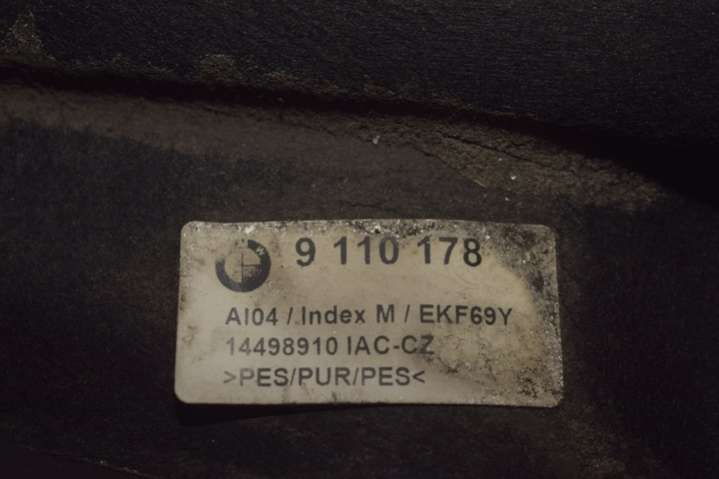 9 110 178
AI04 / Index M / EKF69Y
14498910 IAC-CZ
>PES/PUR/PES<